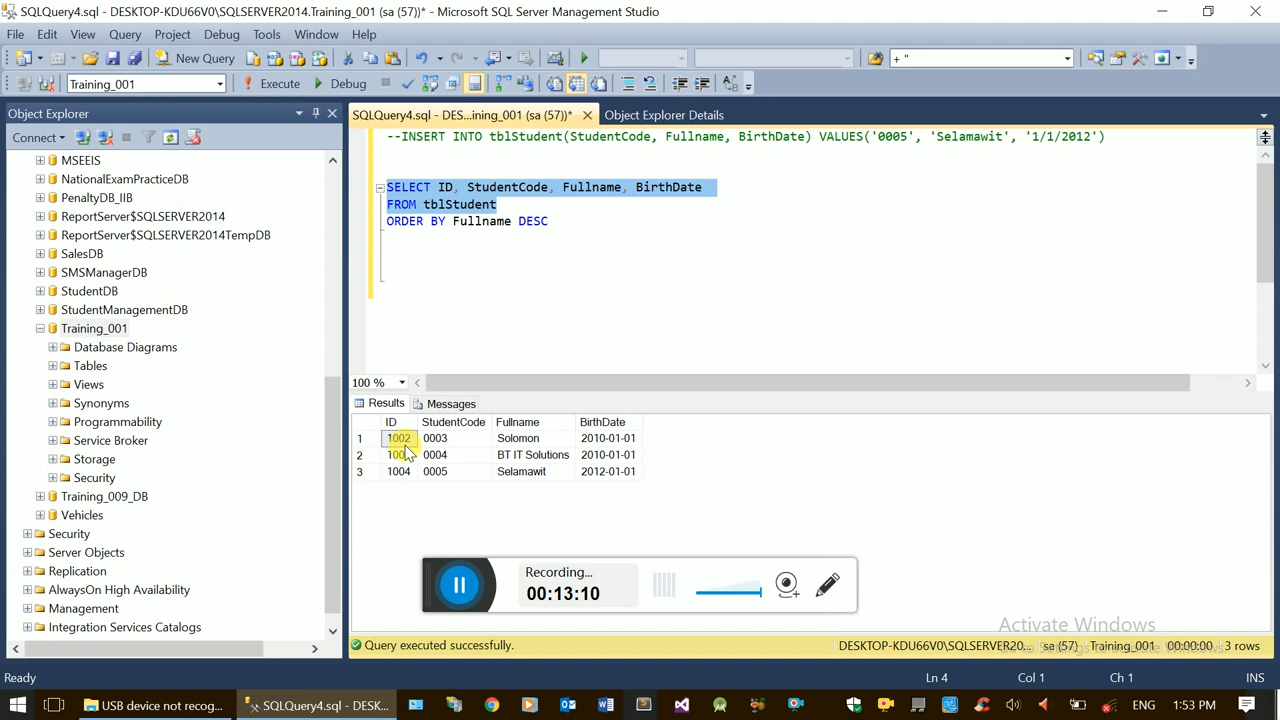 SQLQuery4.sql - DESKTOP-KDU66V0\SQLSERVER2014.Training_001 (sa (57))* - Microsoft SQL Server Management Studio
File Edit View Query Project Debug Tools Window Help
New Query + "
Training_001 Execute Debug
Object Explorer
SQLQuery4.sql - DES...ining_001 (sa (57))* Object Explorer Details
Connect
MSEEIS
NationalExamPracticeDB
PenaltyDB_IIB
ReportServer$SQLSERVER2014
ReportServer$SQLSERVER2014TempDB
SalesDB
SMSManagerDB
StudentDB
StudentManagementDB
Training_001
Database Diagrams
Tables
Views
Synonyms
Programmability
Service Broker
Storage
Security
Training_009_DB
Vehicles
Security
Server Objects
Replication
AlwaysOn High Availability
Management
Integration Services Catalogs
--INSERT INTO tblStudent(StudentCode, Fullname, BirthDate) VALUES('0005', 'Selamawit', '1/1/2012')
SELECT ID, StudentCode, Fullname, BirthDate
FROM tblStudent
ORDER BY Fullname DESC
100 %
Results Messages
ID StudentCode Fullname BirthDate
1 1002 0003 Solomon 2010-01-01
2 0004 BT IT Solutions 2010-01-01
3 1004 0005 Selamawit 2012-01-01
Recording...
00:13:10
Activate Windows
Query executed successfully. DESKTOP-KDU66V0\SQLSERVER20... sa (57) Training_001 00:00:00 3 rows
Ready Ln 4 Col 1 Ch 1 INS
USB device not recog... SQLQuery4.sql - DESK... ENG 1:53 PM